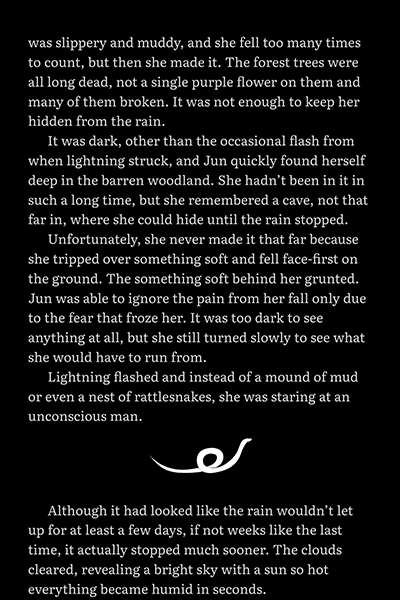 was slippery and muddy, and she fell too many times
to count, but then she made it. The forest trees were
all long dead, not a single purple flower on them and
many of them broken. It was not enough to keep her
hidden from the rain.
It was dark, other than the occasional flash from
when lightning struck, and Jun quickly found herself
deep in the barren woodland. She hadn’t been in it in
such a long time, but she remembered a cave, not that
far in, where she could hide until the rain stopped.
Unfortunately, she never made it that far because
she tripped over something soft and fell face-first on
the ground. The something soft behind her grunted.
Jun was able to ignore the pain from her fall only due
to the fear that froze her. It was too dark to see
anything at all, but she still turned slowly to see what
she would have to run from.
Lightning flashed and instead of a mound of mud
or even a nest of rattlesnakes, she was staring at an
unconscious man.
Although it had looked like the rain wouldn’t let
up for at least a few days, if not weeks like the last
time, it actually stopped much sooner. The clouds
cleared, revealing a bright sky with a sun so hot
everything became humid in seconds.